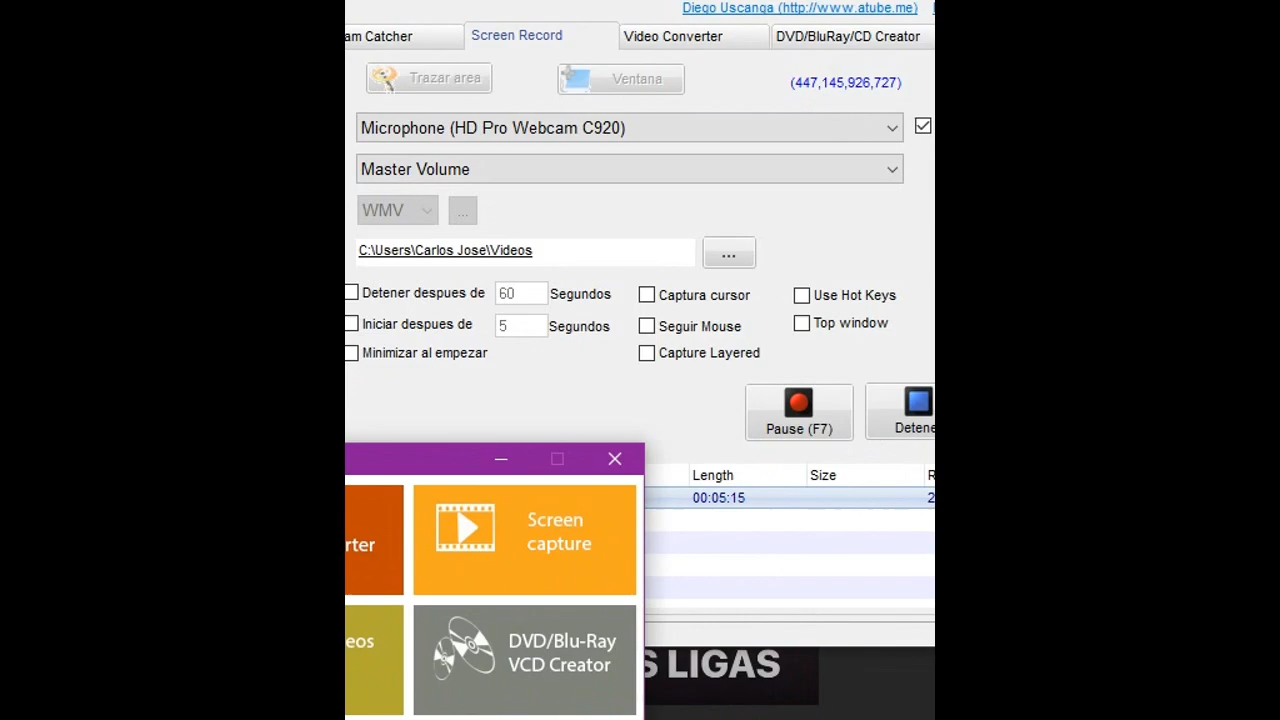 Diego Uscanga (http://www.atube.me)
am Catcher
Screen Record
Video Converter
DVD/BluRay/CD Creator
Trazar area
Ventana
(447,145,926,727)
Microphone (HD Pro Webcam C920)
Master Volume
WMV
...
C:\Users\Carlos Jose\Videos
...
Detener despues de 60 Segundos
Captura cursor
Use Hot Keys
Iniciar despues de 5 Segundos
Seguir Mouse
Top window
Minimizar al empezar
Capture Layered
Pause (F7)
Detene
Length
Size
R
00:05:15
2
rter
Screen
capture
eos
DVD/Blu-Ray
VCD Creator
S LIGAS